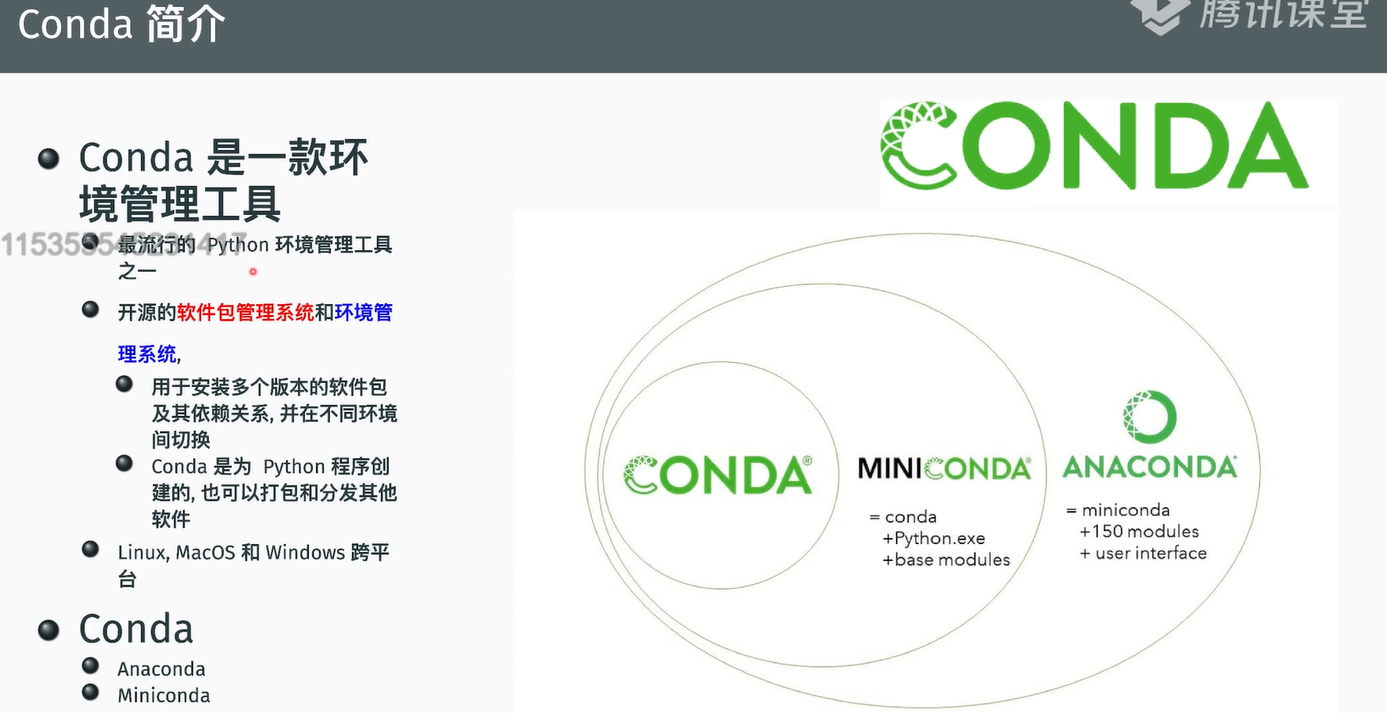 Conda 简介
腾讯课堂
CONDA
Conda 是一款环
境管理工具
最流行的 Python 环境管理工具
之一
开源的软件包管理系统和环境管
理系统,
用于安装多个版本的软件包
及其依赖关系, 并在不同环境
间切换
Conda 是为 Python 程序创
建的, 也可以打包和分发其他
软件
Linux, MacOS 和 Windows 跨平
台
Conda
Anaconda
Miniconda
CONDA®
MINICONDA®
= conda
+Python.exe
+base modules
ANACONDA®
= miniconda
+150 modules
+ user interface